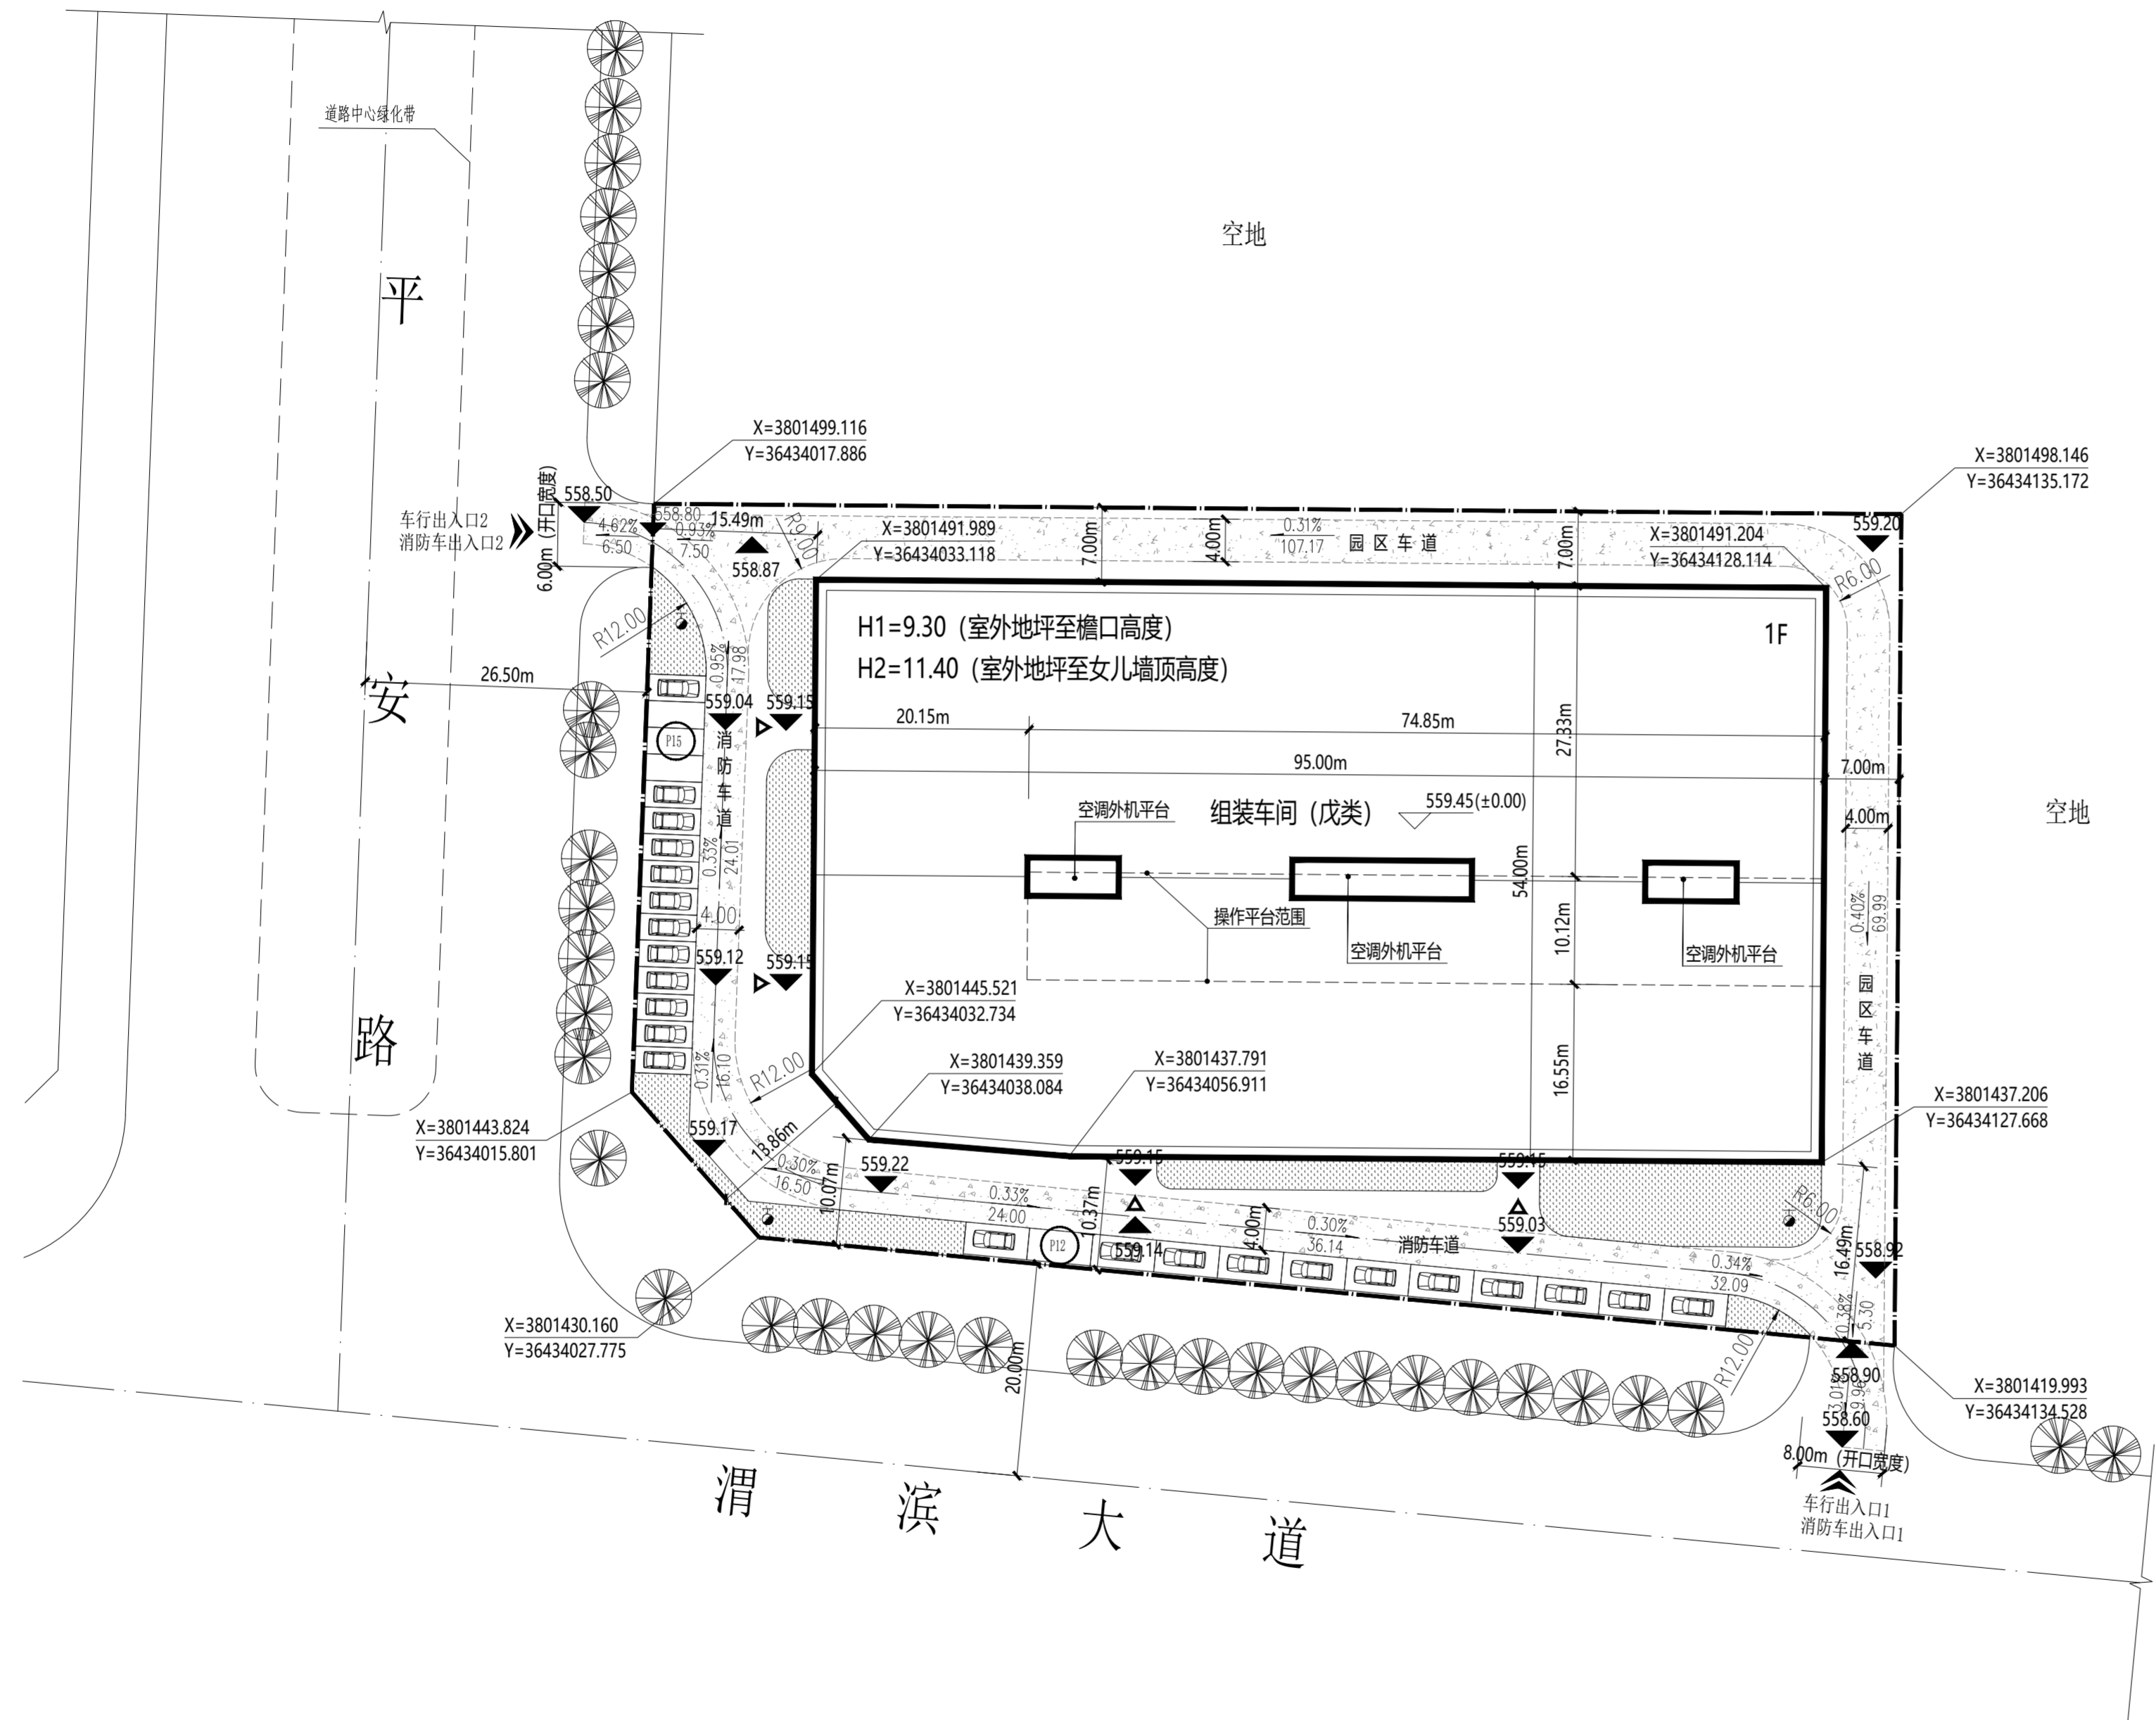 道路中心绿化带
平
安
路
空地
X=3801499.116
Y=36434017.886
X=3801498.146
Y=36434135.172
6.00m (开口宽度)
558.50
车行出入口2
消防车出入口2
4.62%
6.50
558.80
0.93%
7.50
15.49m
R9.00
558.87
X=3801491.989
Y=36434033.118
7.00m
4.00m
0.31%
107.17
园区车道
7.00m
X=3801491.204
Y=36434128.114
559.20
R6.00
R12.00
H1=9.30（室外地坪至檐口高度）
H2=11.40（室外地坪至女儿墙顶高度）
1F
26.50m
0.95%
17.98
559.04
559.15
P15
消防车道
20.15m
74.85m
27.33m
95.00m
7.00m
空调外机平台
组装车间（戊类）
559.45(±0.00)
空地
4.00m
0.33%
24.01
54.00m
4.00
操作平台范围
10.12m
空调外机平台
空调外机平台
0.40%
69.99
园区车道
559.12
559.15
X=3801445.521
Y=36434032.734
0.31%
16.10
R12.00
X=3801439.359
Y=36434038.084
X=3801437.791
Y=36434056.911
16.55m
X=3801437.206
Y=36434127.668
X=3801443.824
Y=36434015.801
559.17
13.86m
0.30%
16.50
10.07m
559.22
559.15
559.15
0.33%
24.00
10.37m
P12
559.14
4.00m
0.30%
36.14
消防车道
559.03
R6.00
16.49m
558.92
0.34%
32.09
0.38%
5.30
X=3801430.160
Y=36434027.775
20.00m
R12.00
558.90
3.01%
558.60
X=3801419.993
Y=36434134.528
8.00m (开口宽度)
车行出入口1
消防车出入口1
渭滨大道